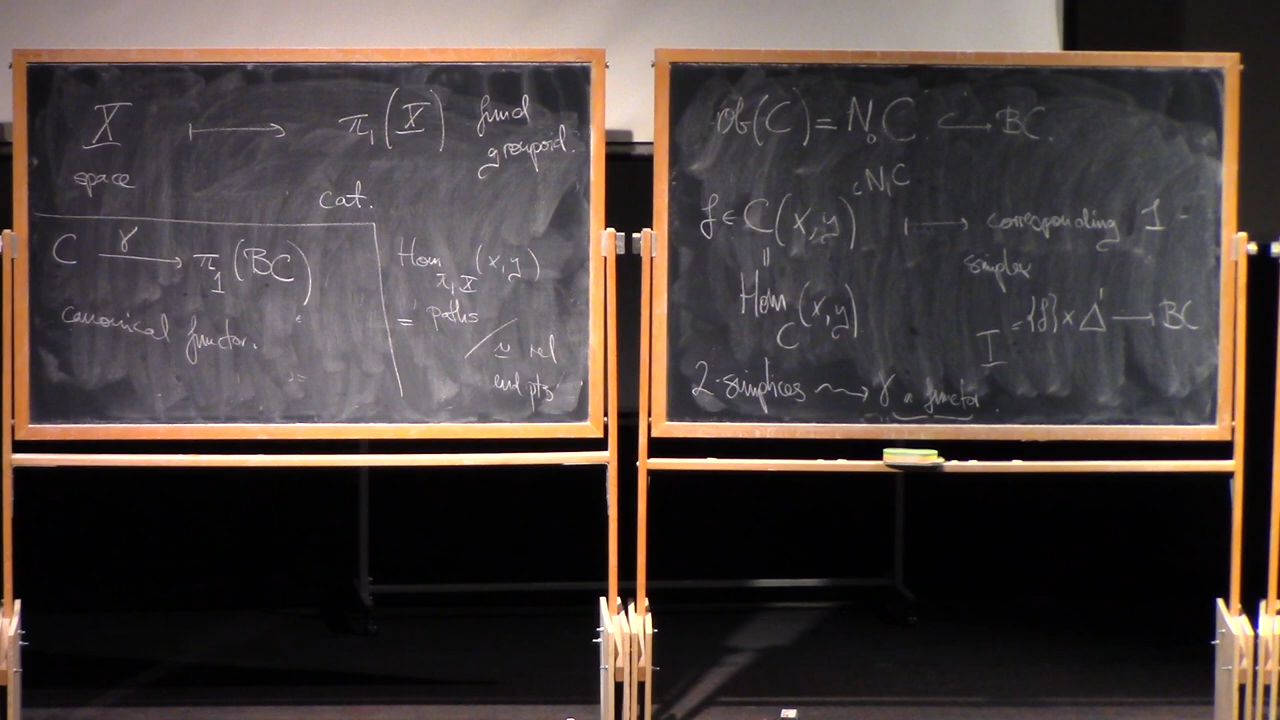 X ⟼ π₁(X) fund groupoid.
space
cat.
C —γ→ π₁(BC)
canonical functor.
Hom_{π₁X}(x,y)
= paths
/ ~ rel
end pts
Ob(C) = N₀C ↪ BC.
⊂ N₁C
f ∈ C(x,y) ⟼ corresponding 1-
simplex
||
Hom_C(x,y)
I = {f}×Δ¹ → BC
2-simplices ⇝ γ a functor.